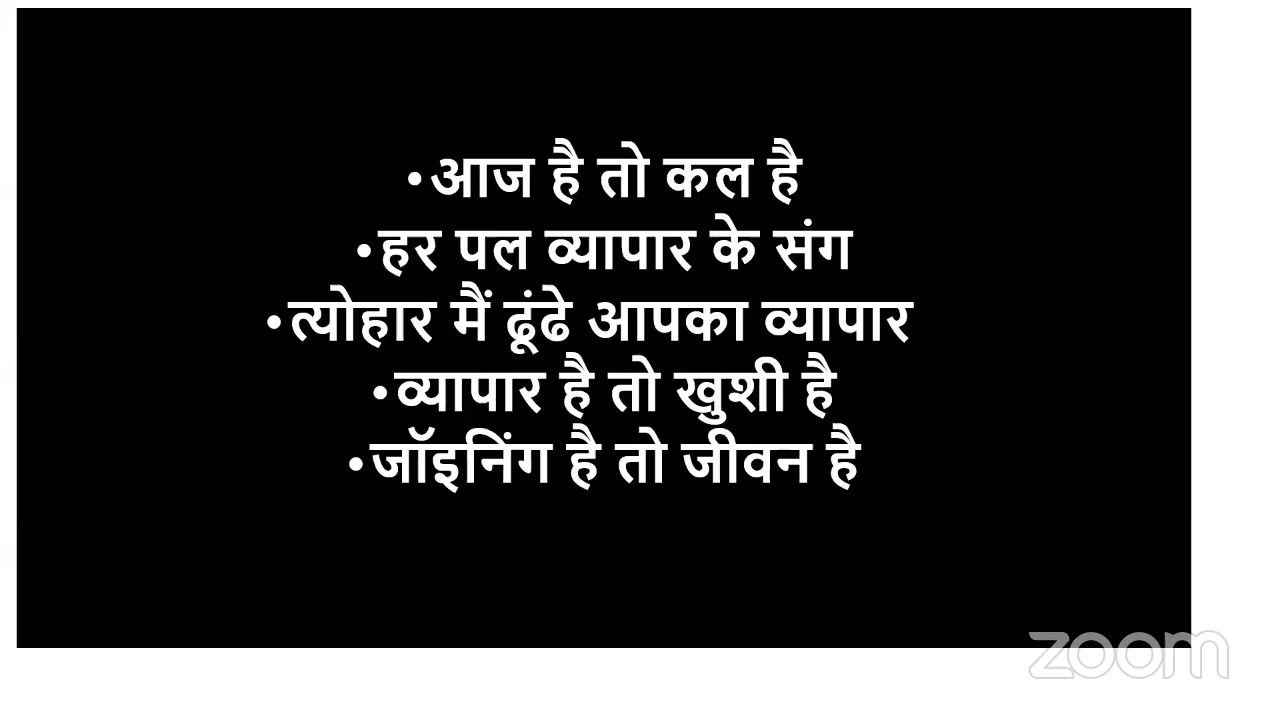 •आज है तो कल है
•हर पल व्यापार के संग
•त्योहार मैं ढूंढे आपका व्यापार
•व्यापार है तो खुशी है
•जॉइनिंग है तो जीवन है
zoom